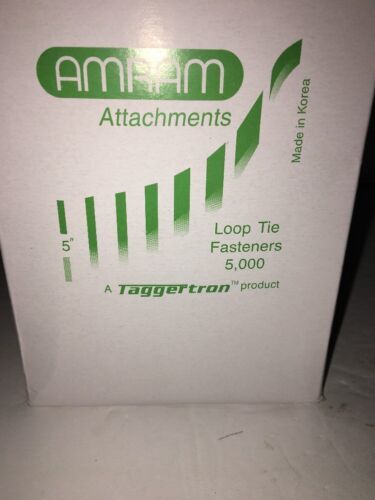 AMRAM
Attachments
Made in Korea
5"
Loop Tie
Fasteners
5,000
A Taggertron™ product